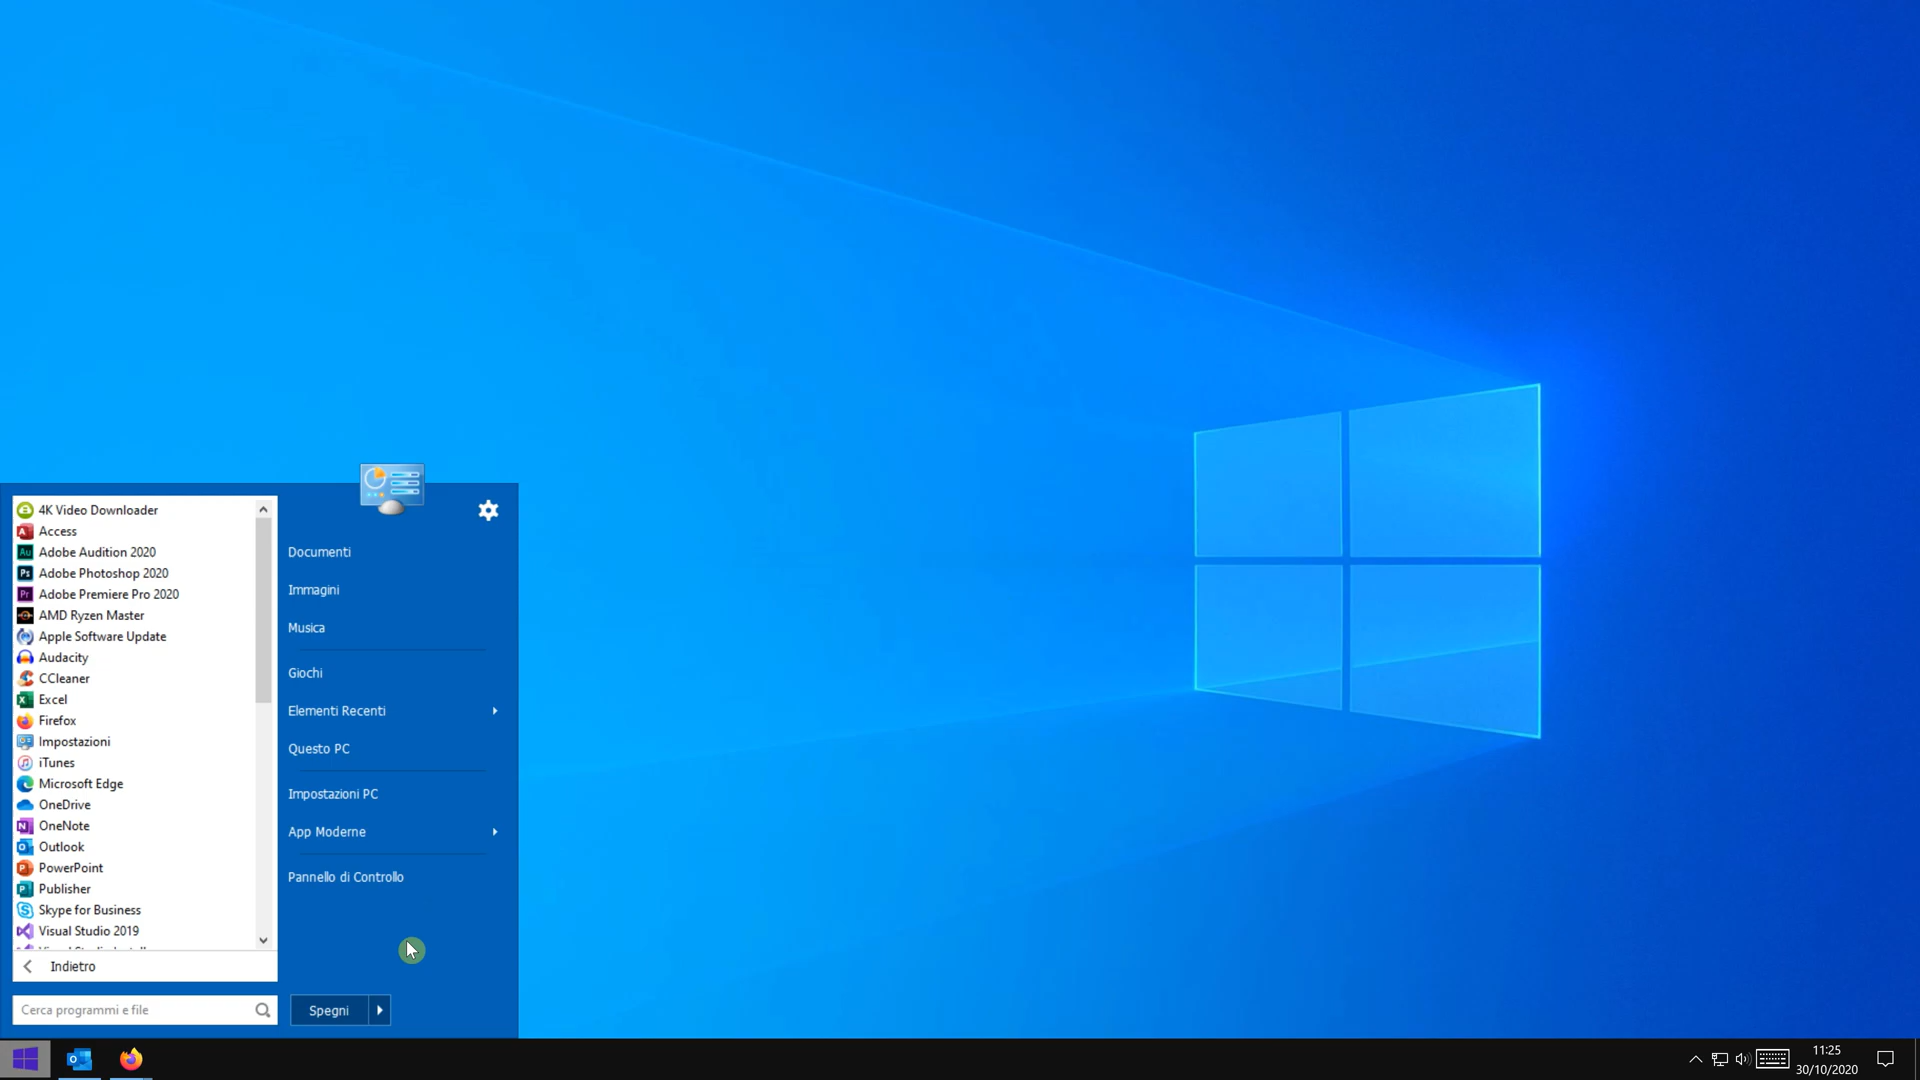 4K Video Downloader
Access
Adobe Audition 2020
Adobe Photoshop 2020
Adobe Premiere Pro 2020
AMD Ryzen Master
Apple Software Update
Audacity
CCleaner
Excel
Firefox
Impostazioni
iTunes
Microsoft Edge
OneDrive
OneNote
Outlook
PowerPoint
Publisher
Skype for Business
Visual Studio 2019
Indietro
Cerca programmi e file
Documenti
Immagini
Musica
Giochi
Elementi Recenti
Questo PC
Impostazioni PC
App Moderne
Pannello di Controllo
Spegni
11:25
30/10/2020